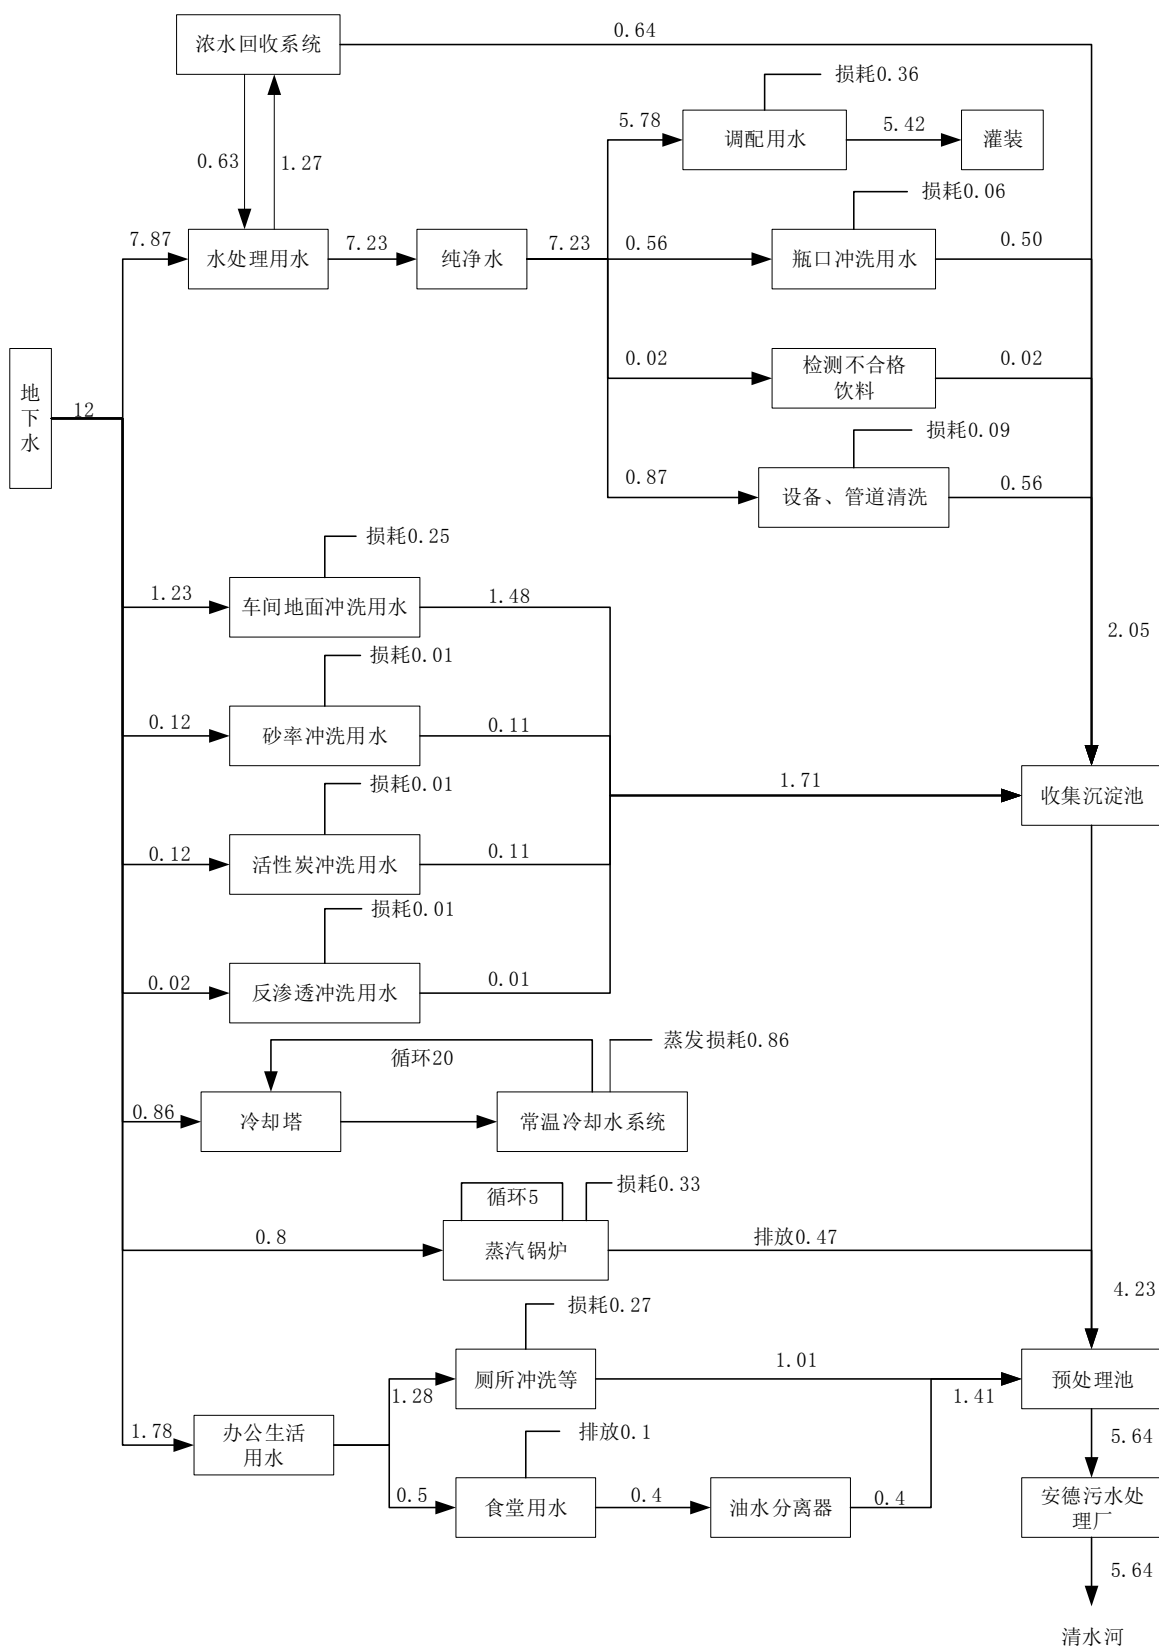 浓水回收系统
0.64
损耗0.36
5.78
调配用水
5.42
灌装
0.63
1.27
损耗0.06
7.87
水处理用水
7.23
纯净水
7.23
0.56
瓶口冲洗用水
0.50
地
下
水
12
0.02
检测不合格
饮料
0.02
损耗0.09
0.87
设备、管道清洗
0.56
损耗0.25
1.23
车间地面冲洗用水
1.48
2.05
损耗0.01
0.12
砂率冲洗用水
0.11
损耗0.01
1.71
收集沉淀池
0.12
活性炭冲洗用水
0.11
损耗0.01
0.02
反渗透冲洗用水
0.01
循环20
蒸发损耗0.86
0.86
冷却塔
常温冷却水系统
循环5
损耗0.33
0.8
蒸汽锅炉
排放0.47
4.23
损耗0.27
1.28
厕所冲洗等
1.01
1.41
预处理池
1.78
办公生活
用水
排放0.1
5.64
0.5
食堂用水
0.4
油水分离器
0.4
安德污水处
理厂
5.64
清水河